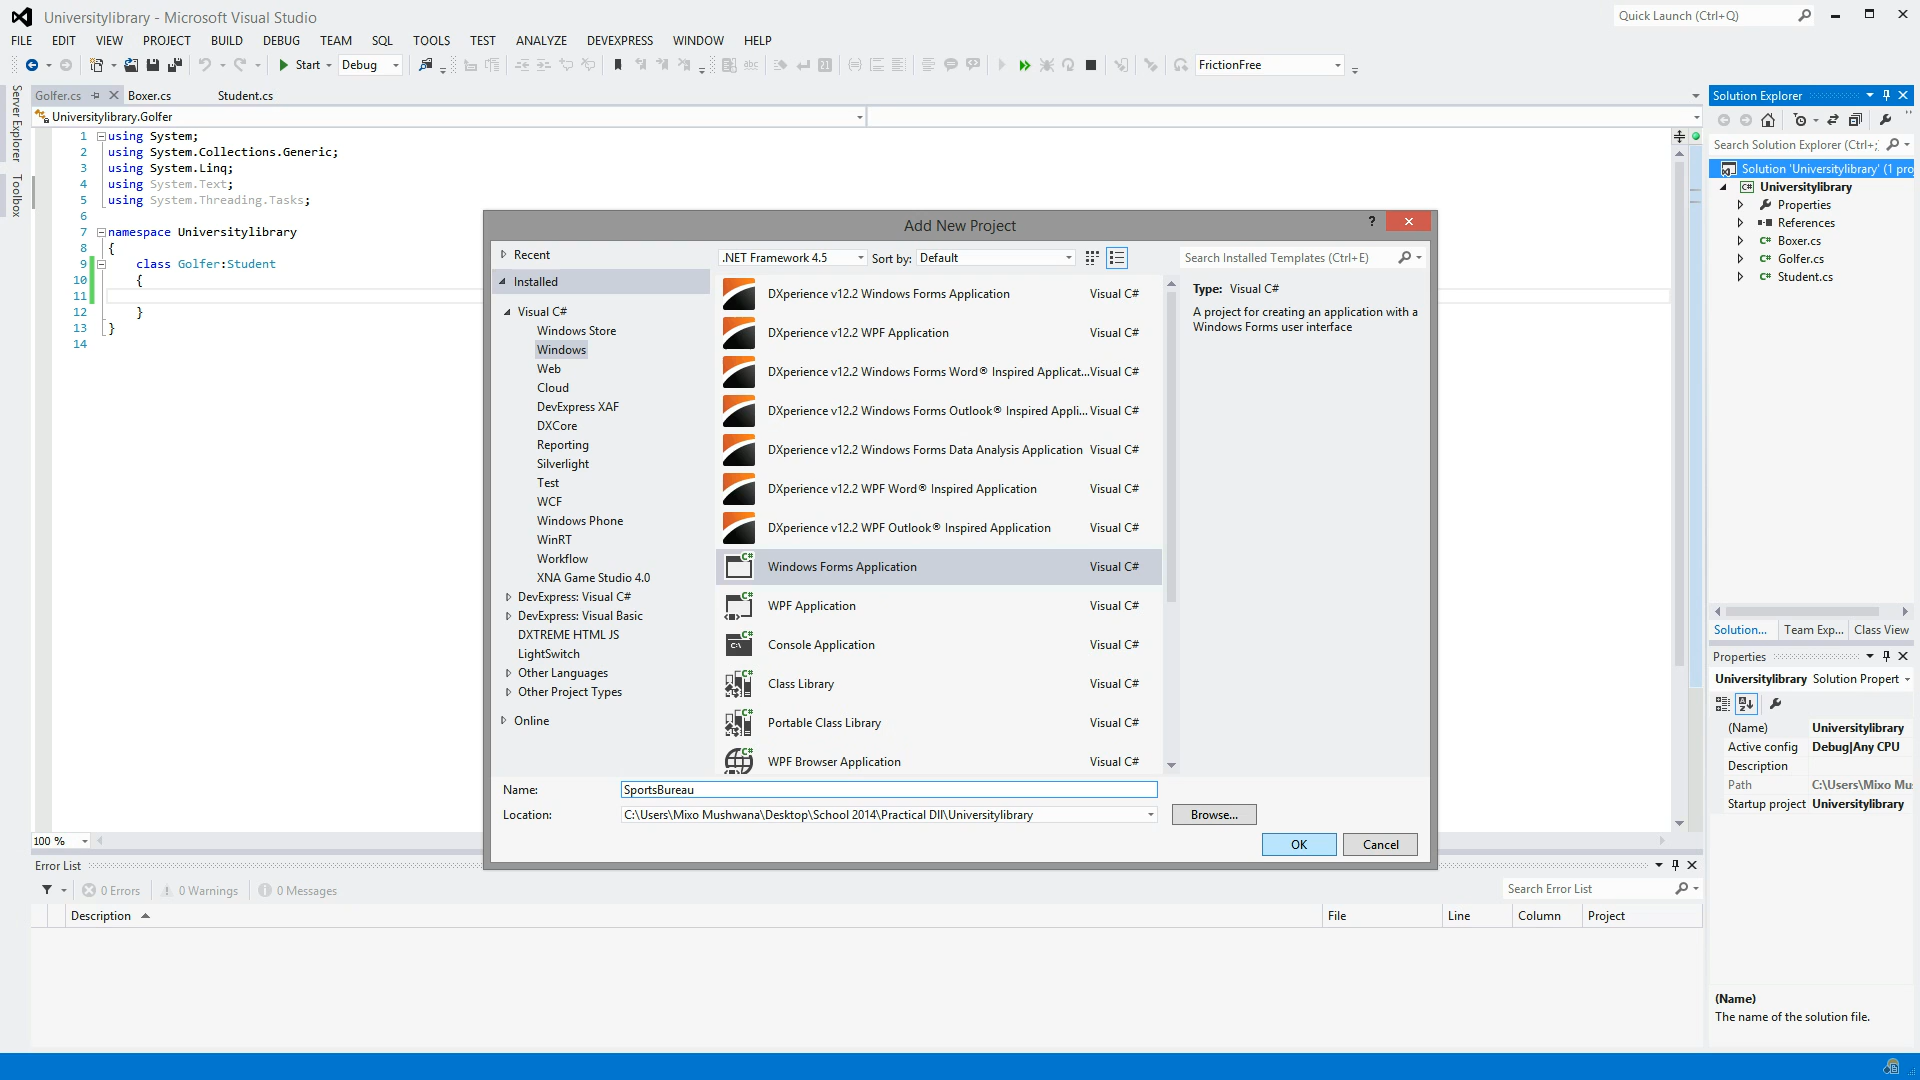 Universitylibrary - Microsoft Visual Studio
Quick Launch (Ctrl+Q)
FILE EDIT VIEW PROJECT BUILD DEBUG TEAM SQL TOOLS TEST ANALYZE DEVEXPRESS WINDOW HELP
Start Debug FrictionFree
Golfer.cs Boxer.cs Student.cs
Universitylibrary.Golfer
Server Explorer
Toolbox
1 using System;
2 using System.Collections.Generic;
3 using System.Linq;
4 using System.Text;
5 using System.Threading.Tasks;
6
7 namespace Universitylibrary
8 {
9 class Golfer:Student
10 {
11
12 }
13 }
14
100 %
Add New Project
?
Recent
Installed
Visual C#
Windows Store
Windows
Web
Cloud
DevExpress XAF
DXCore
Reporting
Silverlight
Test
WCF
Windows Phone
WinRT
Workflow
XNA Game Studio 4.0
DevExpress: Visual C#
DevExpress: Visual Basic
DXTREME HTML JS
LightSwitch
Other Languages
Other Project Types
Online
.NET Framework 4.5 Sort by: Default
Search Installed Templates (Ctrl+E)
DXperience v12.2 Windows Forms Application Visual C#
DXperience v12.2 WPF Application Visual C#
DXperience v12.2 Windows Forms Word® Inspired Applicat... Visual C#
DXperience v12.2 Windows Forms Outlook® Inspired Appli... Visual C#
DXperience v12.2 Windows Forms Data Analysis Application Visual C#
DXperience v12.2 WPF Word® Inspired Application Visual C#
DXperience v12.2 WPF Outlook® Inspired Application Visual C#
Windows Forms Application Visual C#
WPF Application Visual C#
Console Application Visual C#
Class Library Visual C#
Portable Class Library Visual C#
WPF Browser Application Visual C#
Type: Visual C#
A project for creating an application with a
Windows Forms user interface
Name: SportsBureau
Location: C:\Users\Mixo Mushwana\Desktop\School 2014\Practical Dll\Universitylibrary
Browse...
OK Cancel
Solution Explorer
Search Solution Explorer (Ctrl+;
Solution 'Universitylibrary' (1 pro
Universitylibrary
Properties
References
Boxer.cs
Golfer.cs
Student.cs
Solution... Team Exp... Class View
Properties
Universitylibrary Solution Propert
(Name) Universitylibrary
Active config Debug|Any CPU
Description
Path C:\Users\Mixo Mu
Startup project Universitylibrary
(Name)
The name of the solution file.
Error List
0 Errors 0 Warnings 0 Messages
Search Error List
Description File Line Column Project